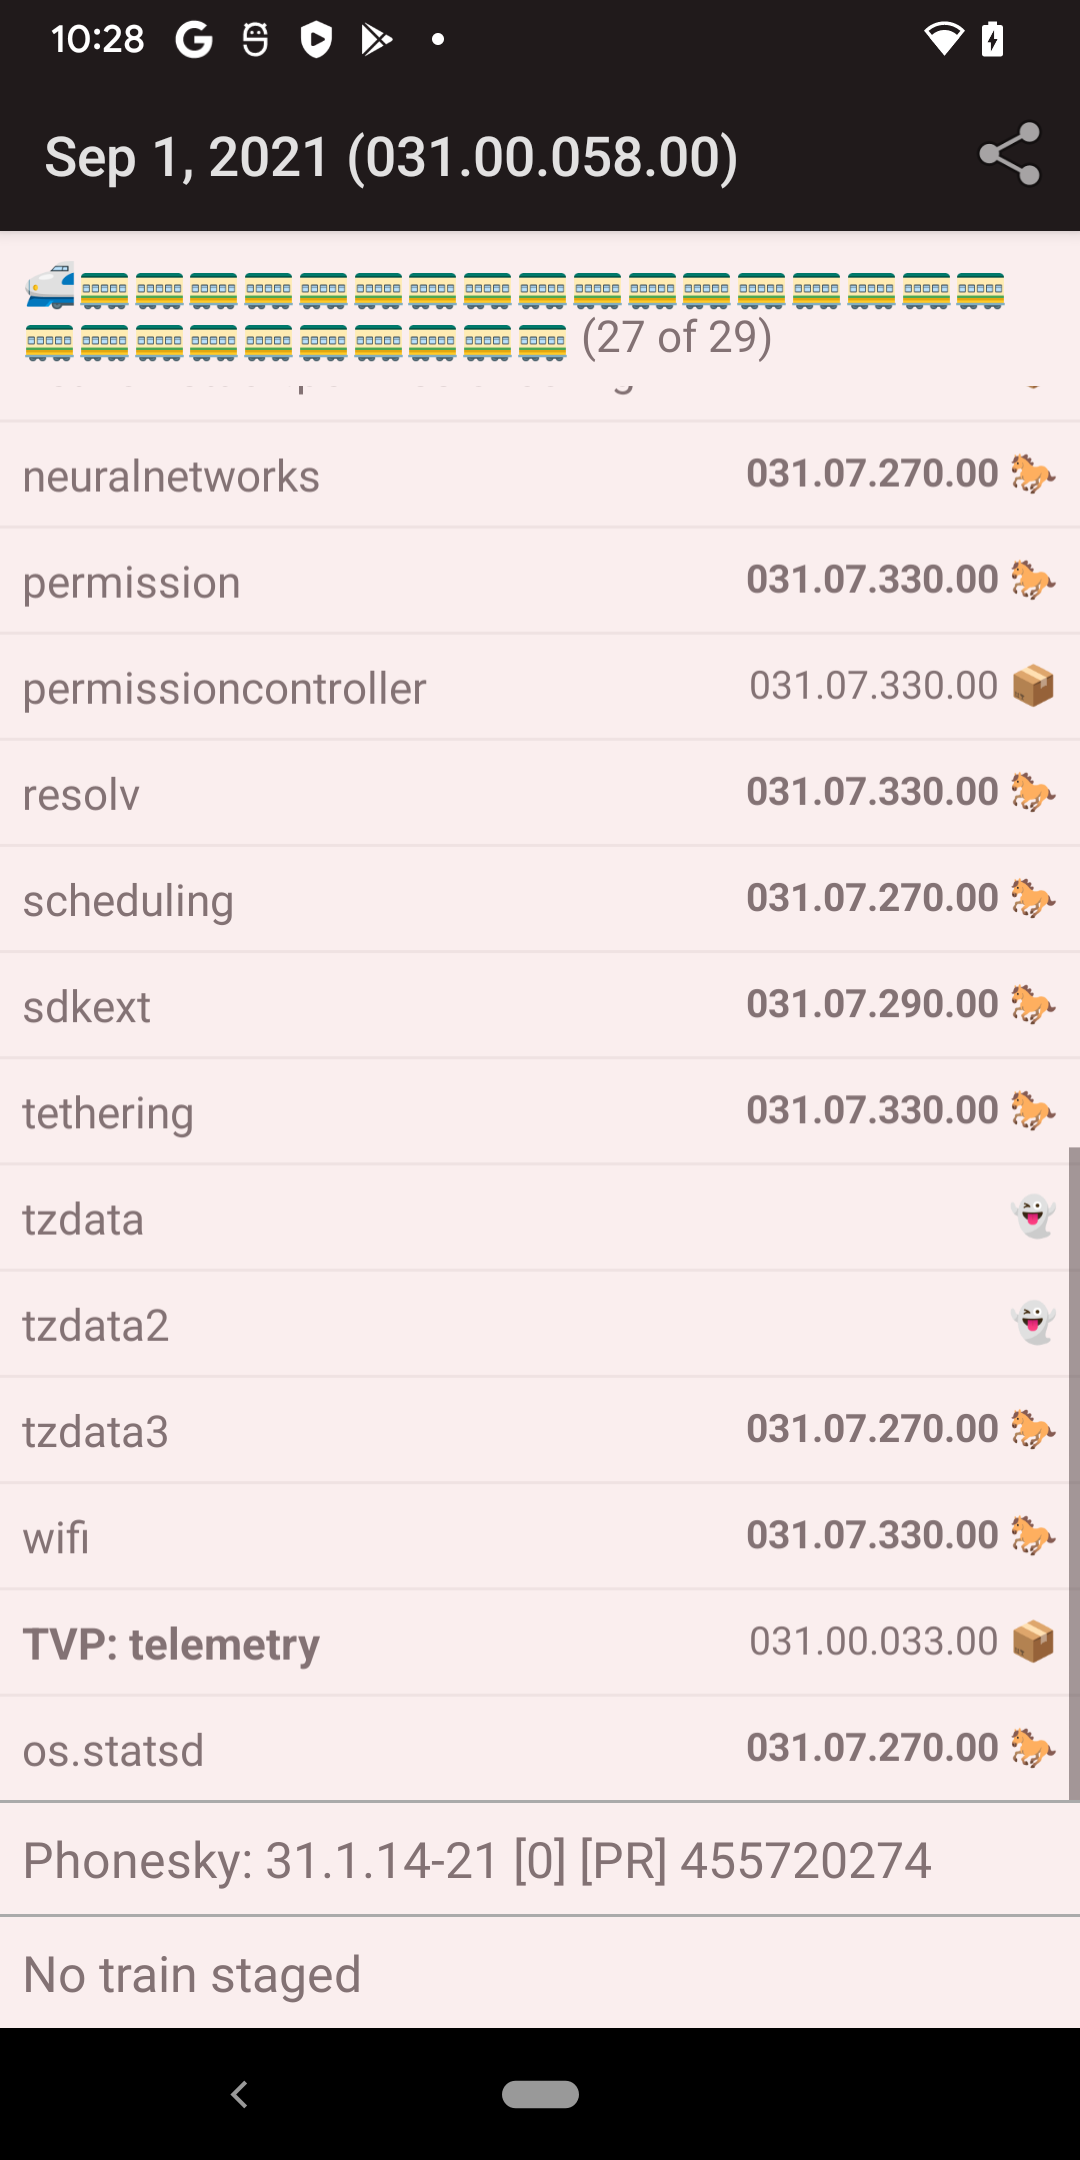 10:28
Sep 1, 2021 (031.00.058.00)
(27 of 29)
neuralnetworks 031.07.270.00
permission 031.07.330.00
permissioncontroller 031.07.330.00
resolv 031.07.330.00
scheduling 031.07.270.00
sdkext 031.07.290.00
tethering 031.07.330.00
tzdata
tzdata2
tzdata3 031.07.270.00
wifi 031.07.330.00
TVP: telemetry 031.00.033.00
os.statsd 031.07.270.00
Phonesky: 31.1.14-21 [0] [PR] 455720274
No train staged